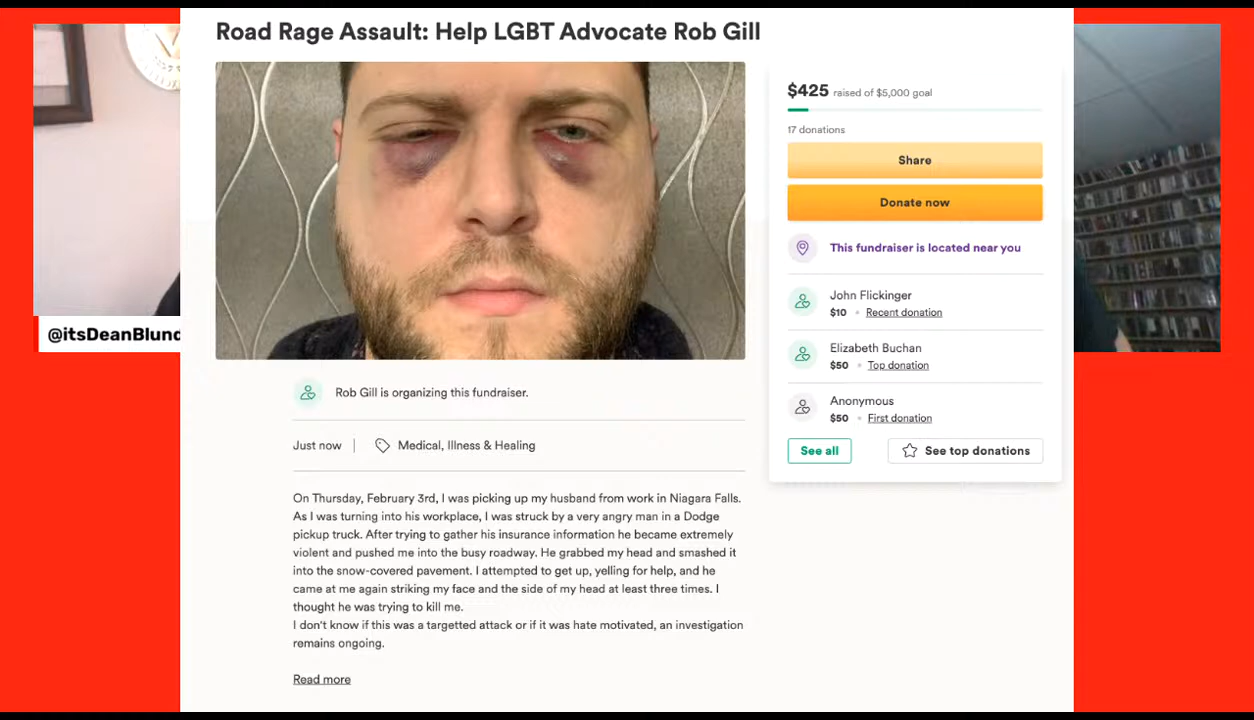 Road Rage Assault: Help LGBT Advocate Rob Gill
$425 raised of $5,000 goal
17 donations
Share
Donate now
This fundraiser is located near you
John Flickinger
$10 • Recent donation
Elizabeth Buchan
$50 • Top donation
Anonymous
$50 • First donation
See all
See top donations
@itsDeanBlund
Rob Gill is organizing this fundraiser.
Just now
Medical, Illness & Healing
On Thursday, February 3rd, I was picking up my husband from work in Niagara Falls.
As I was turning into his workplace, I was struck by a very angry man in a Dodge
pickup truck. After trying to gather his insurance information he became extremely
violent and pushed me into the busy roadway. He grabbed my head and smashed it
into the snow-covered pavement. I attempted to get up, yelling for help, and he
came at me again striking my face and the side of my head at least three times. I
thought he was trying to kill me.
I don't know if this was a targetted attack or if it was hate motivated, an investigation
remains ongoing.
Read more